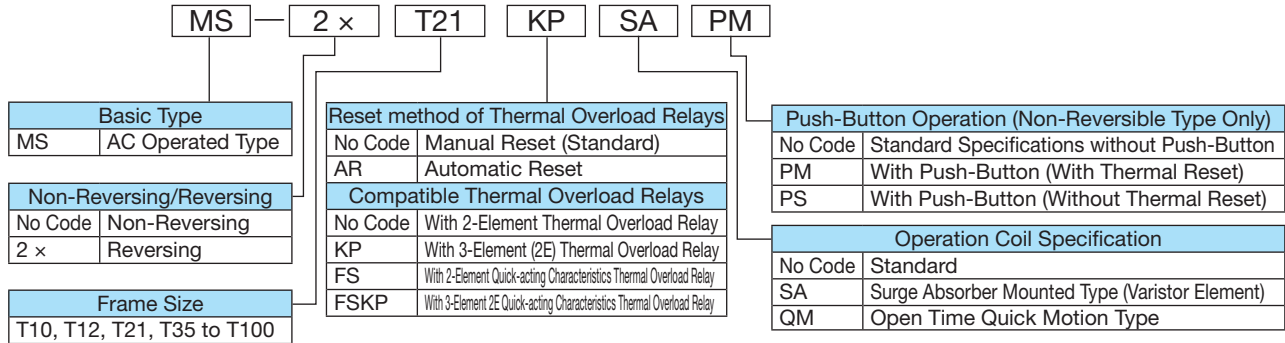 MS — 2 × T21 KP SA PM
Basic Type
MS AC Operated Type
Non-Reversing/Reversing
No Code Non-Reversing
2 × Reversing
Frame Size
T10, T12, T21, T35 to T100
Reset method of Thermal Overload Relays
No Code Manual Reset (Standard)
AR Automatic Reset
Compatible Thermal Overload Relays
No Code With 2-Element Thermal Overload Relay
KP With 3-Element (2E) Thermal Overload Relay
FS With 2-Element Quick-acting Characteristics Thermal Overload Relay
FSKP With 3-Element 2E Quick-acting Characteristics Thermal Overload Relay
Push-Button Operation (Non-Reversible Type Only)
No Code Standard Specifications without Push-Button
PM With Push-Button (With Thermal Reset)
PS With Push-Button (Without Thermal Reset)
Operation Coil Specification
No Code Standard
SA Surge Absorber Mounted Type (Varistor Element)
QM Open Time Quick Motion Type